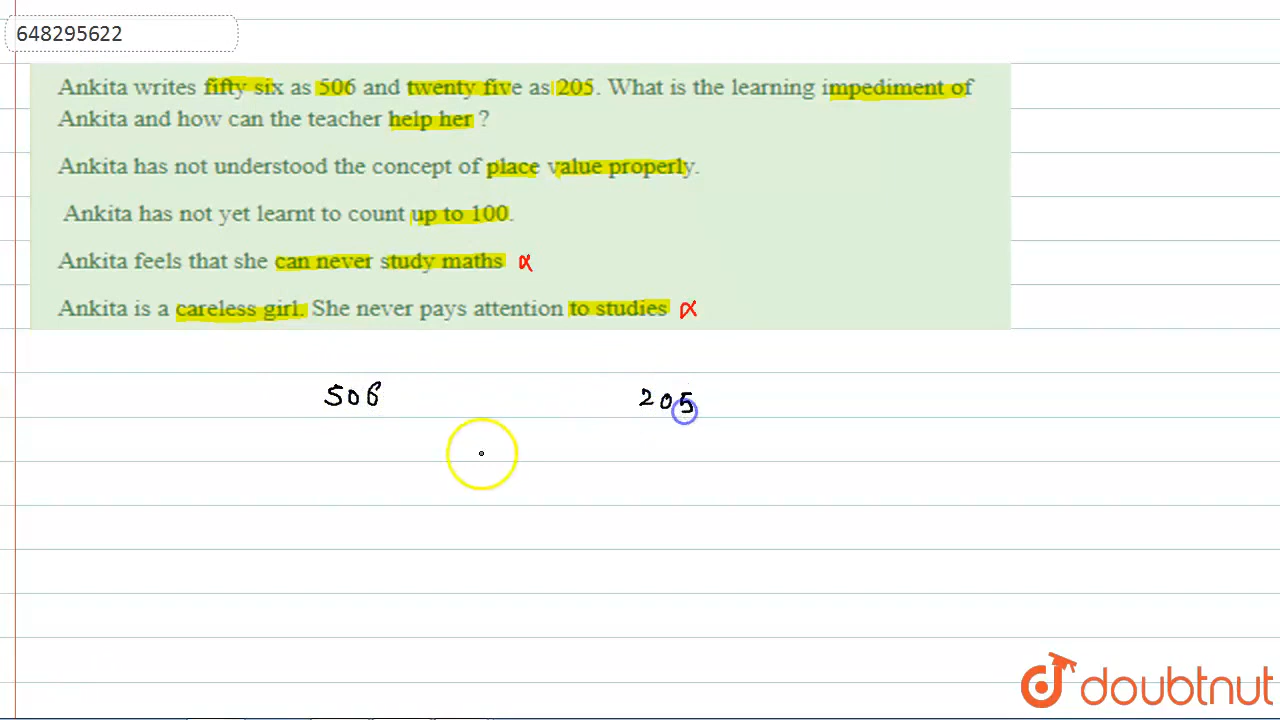 648295622
Ankita writes fifty six as 506 and twenty five as 205. What is the learning impediment of
Ankita and how can the teacher help her ?
Ankita has not understood the concept of place value properly.
Ankita has not yet learnt to count up to 100.
Ankita feels that she can never study maths
Ankita is a careless girl. She never pays attention to studies
506 205
doubtnut